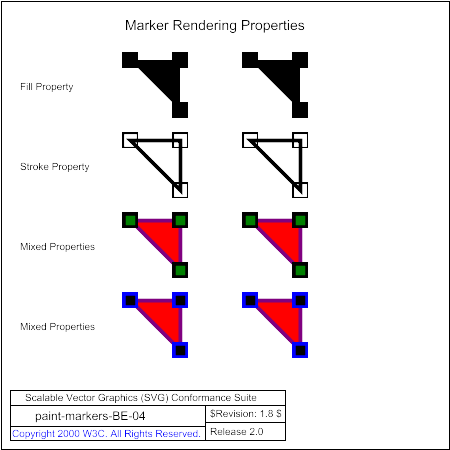 Marker Rendering Properties
Fill Property
Stroke Property
Mixed Properties
Mixed Properties
Scalable Vector Graphics (SVG) Conformance Suite
paint-markers-BE-04
$Revision: 1.8 $
Copyright 2000 W3C. All Rights Reserved.
Release 2.0